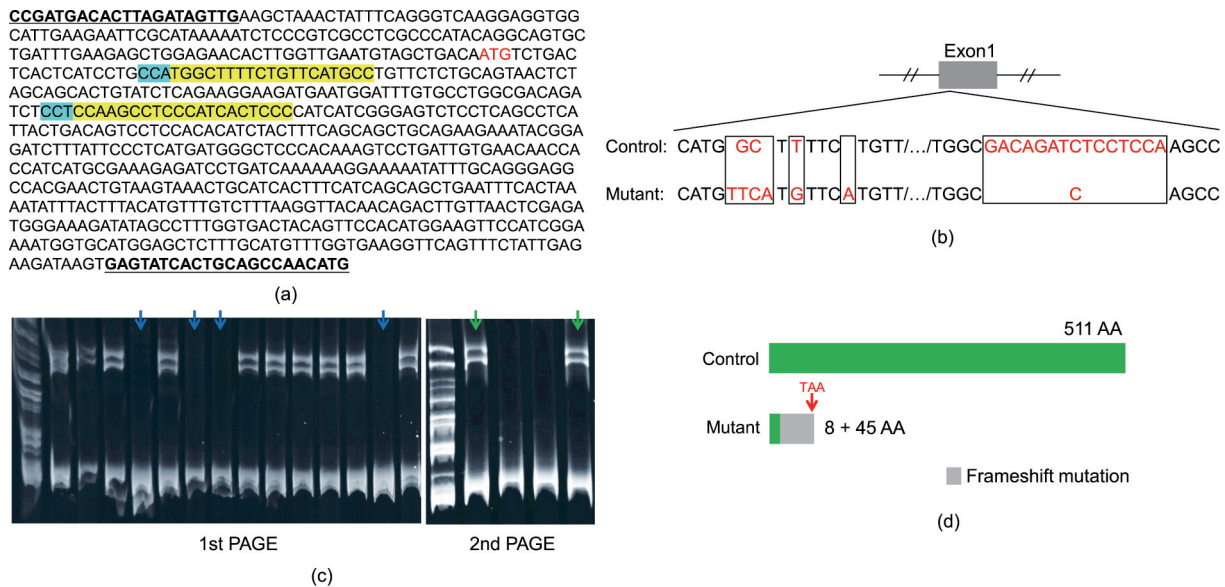 CCGATGACACTTAGATAGTTGAAGCTAAACTATTTCAGGGTCAAGGAGGTGG
CATTGAAGAATTCGCATAAAAATCTCCCGTCGCCTCGCCCATACAGGCAGTGC
TGATTTGAAGAGCTGGAGAACACTTGGTTGAATGTAGCTGACAATGTCTGAC
TCACTCATCCTGCCATGGCTTTTCTGTTCATGCCTGTTCTCTGCAGTAACTCT
AGCAGCACTGTATCTCAGAAGGAAGATGAATGGATTTGTGCCTGGCGACAGA
TCTCCTCCAAGCCTCCCATCACTCCCCATCATCGGGAGTCTCCTCAGCCTCA
TTACTGACAGTCCTCCACACATCTACTTTCAGCAGCTGCAGAAGAAATACGGA
GATCTTTATTCCCTCATGATGGGCTCCCACAAAGTCCTGATTGTGAACAACCA
CCATCATGCGAAAGAGATCCTGATCAAAAAAGGAAAAATATTTGCAGGGAGG
CCACGAACTGTAAGTAAACTGCATGCTTTCATCAGCAGCTGAATTTCACTAA
AATATTTACTTTACATGTTTGTCTTTAAGGTTACAACAGACTTGTTAACTCGAGA
TGGGAAAGATATAGCCTTTGGTGACTACAGTTCCACATGGAAGTTCCATCGGA
AAATGGTGCATGGAGCTCTTTGCATGTTTGGTGAAGGTTCAGTTTCTATTGAG
AAGATAAGTGAGTATCACTGCAGCCAACATG
(a)
Exon1
Control: CATG GC T T TTC TGTT/.../TGGC GACAGATCTCCTCCA AGCC
Mutant: CATG TTCA T G TTC A TGTT/.../TGGC C AGCC
(b)
1st PAGE
2nd PAGE
(c)
511 AA
Control
TAA
Mutant
8 + 45 AA
Frameshift mutation
(d)